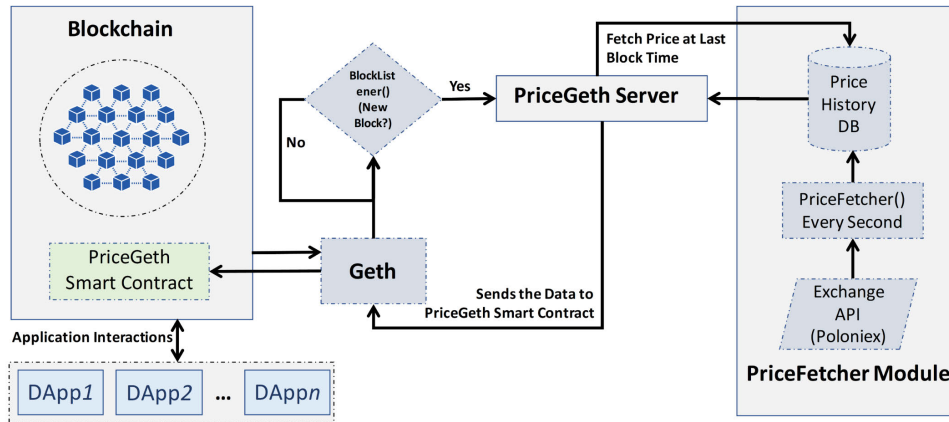 Blockchain
PriceGeth
Smart Contract
Application Interactions
DApp1
DApp2
...
DAppn
BlockList
ener()
(New
Block?)
Yes
No
Geth
PriceGeth Server
Fetch Price at Last
Block Time
Sends the Data to
PriceGeth Smart Contract
Price
History
DB
PriceFetcher()
Every Second
Exchange
API
(Poloniex)
PriceFetcher Module